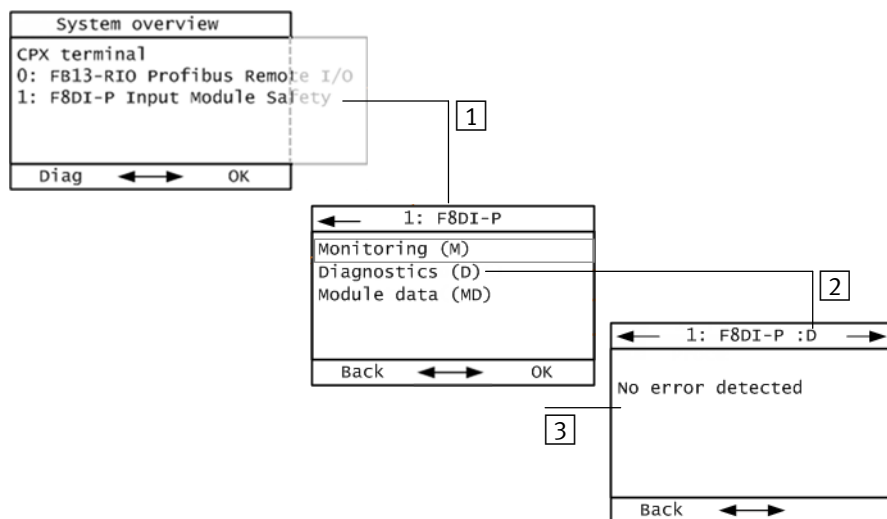 System overview
CPX terminal
0: FB13-RIO Profibus Remote I/O
1: F8DI-P Input Module Safety
Diag OK
1
1: F8DI-P
Monitoring (M)
Diagnostics (D)
Module data (MD)
Back OK
2
1: F8DI-P :D
No error detected
3
Back